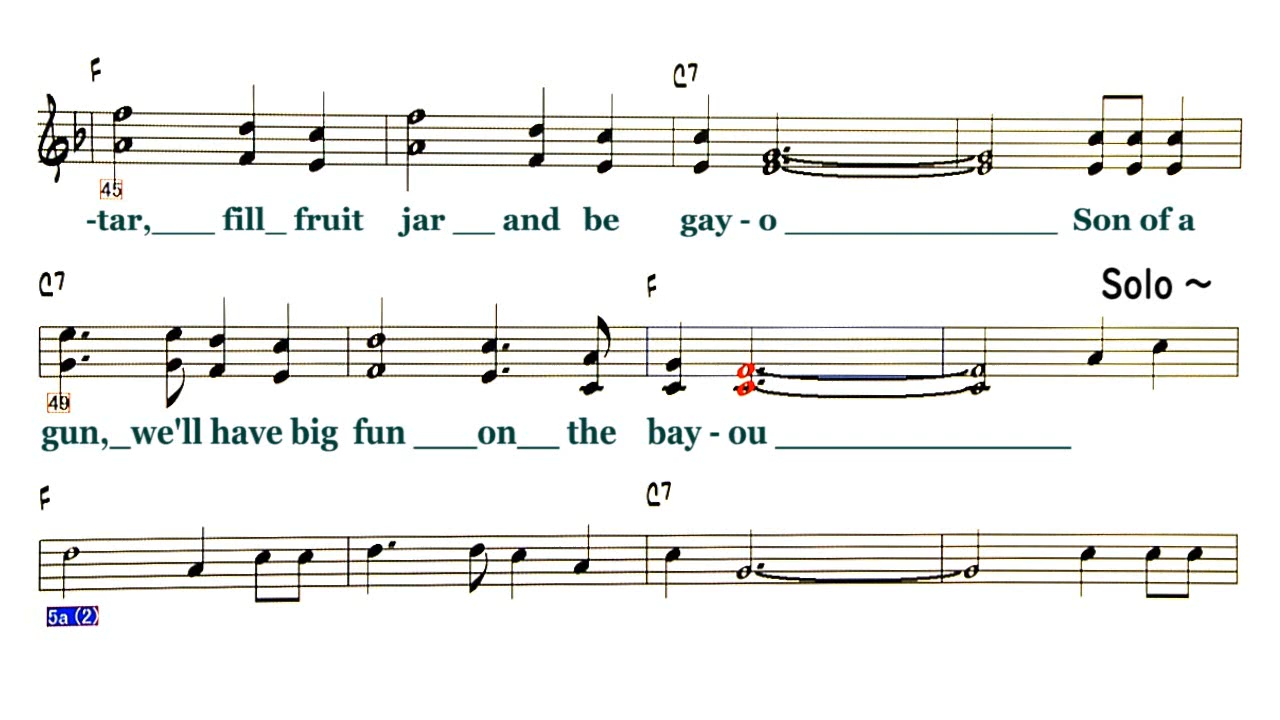 F C7
45
-tar,___ fill_ fruit jar __ and be gay - o _________________ Son of a
C7 F Solo ~
49
gun,_we'll have big fun ____on__ the bay - ou __________________
F C7
5a (2)